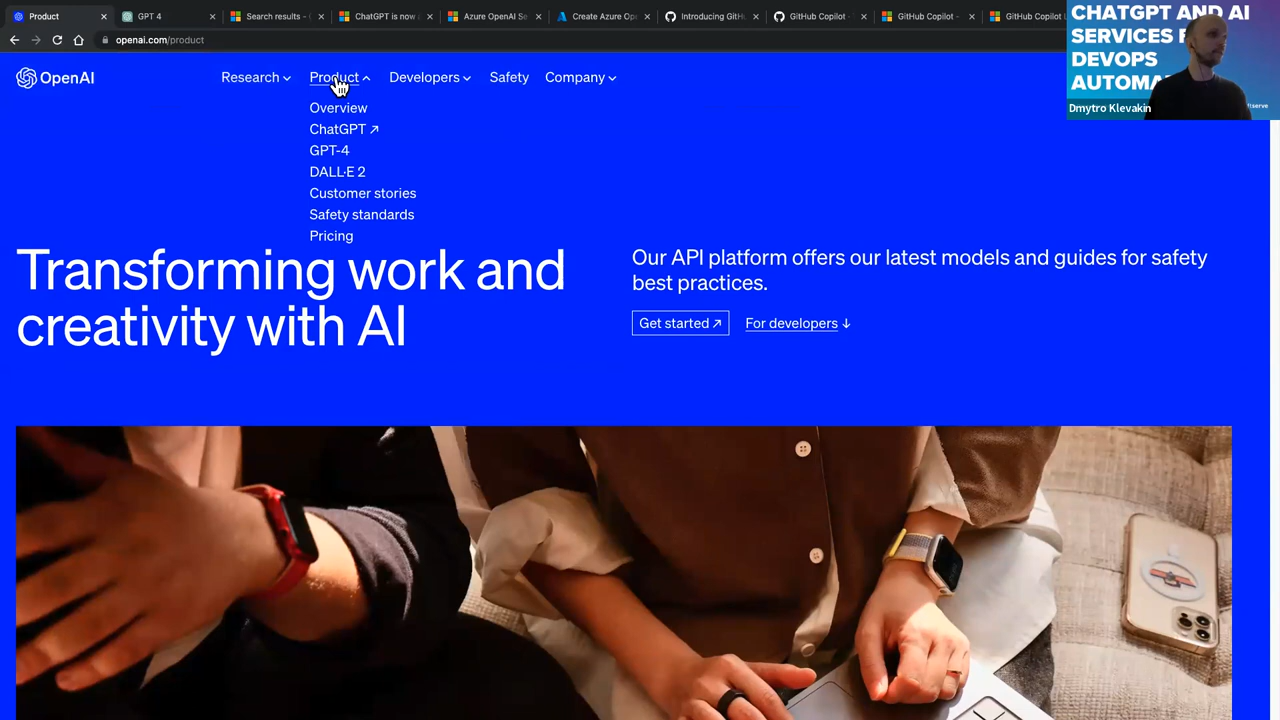 Product
GPT 4
Search results - (
ChatGPT is now
Azure OpenAI Se
Create Azure Op
Introducing GitH
GitHub Copilot
GitHub Copilot -
GitHub Copilot
openai.com/product
CHATGPT AND AI
SERVICES
DEVOPS
AUTOMA
Dmytro Klevakin
OpenAI
Research
Product
Developers
Safety
Company
Overview
ChatGPT ↗
GPT-4
DALL·E 2
Customer stories
Safety standards
Pricing
Transforming work and
creativity with AI
Our API platform offers our latest models and guides for safety
best practices.
Get started ↗
For developers ↓